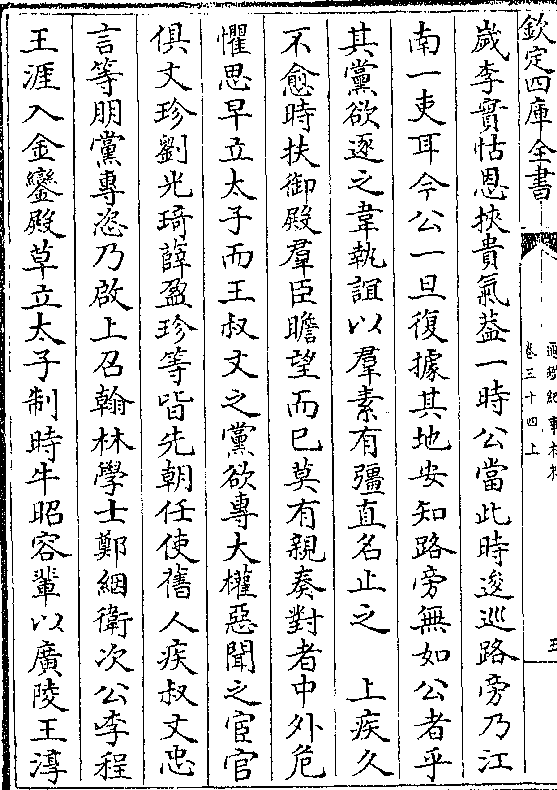 欽定四庫全書
通鑑紀事本末
卷三十四上
五
歲李實怙恩挾貴氣葢一時公當此時逡巡路旁乃江
南一吏耳今公一旦復據其地安知路旁無如公者乎
其黨欲逐之韋執誼以羣素有彊直名止之　上疾久
不愈時扶御殿羣臣瞻望而已莫有親奏對者中外危
懼思早立太子而王叔文之黨欲專大權惡聞之宦官
俱文珍劉光琦薛盈珍等皆先朝任使舊人疾叔文忠
言等朋黨專恣乃啟上召翰林學士鄭絪衛次公李程
王涯入金鑾殿草立太子制時牛昭容輩以廣陵王淳